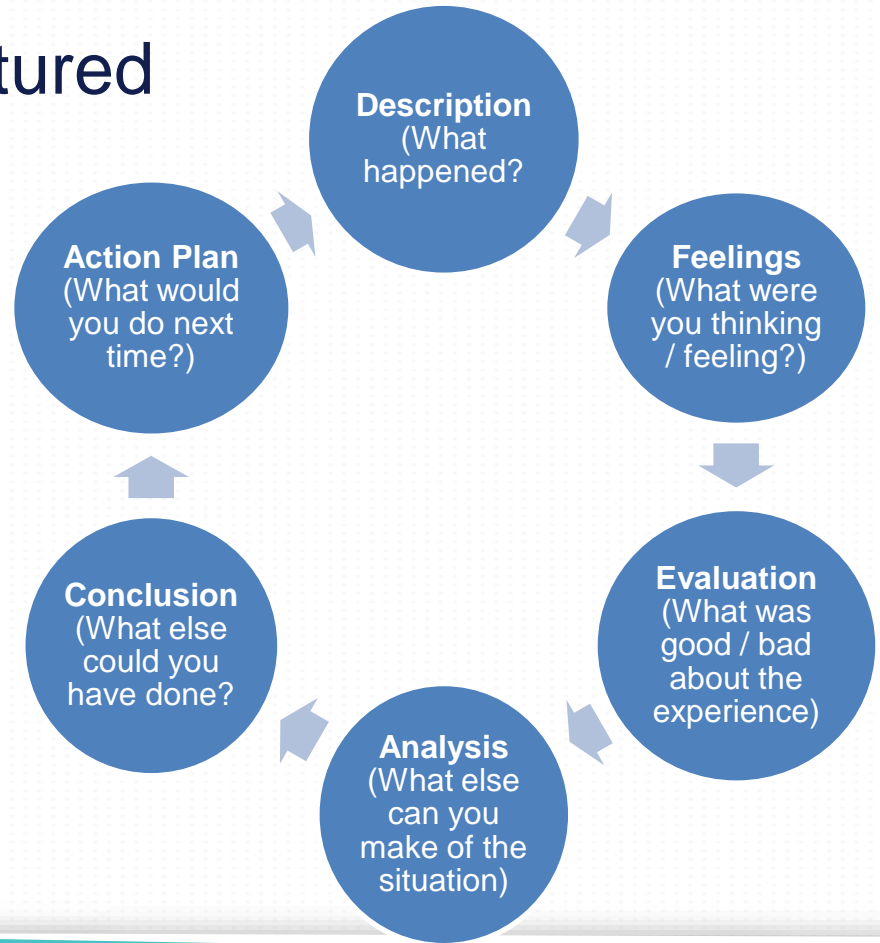 tured
Description
(What
happened?
Feelings
(What were
you thinking
/ feeling?)
Evaluation
(What was
good / bad
about the
experience)
Analysis
(What else
can you
make of the
situation)
Conclusion
(What else
could you
have done?
Action Plan
(What would
you do next
time?)